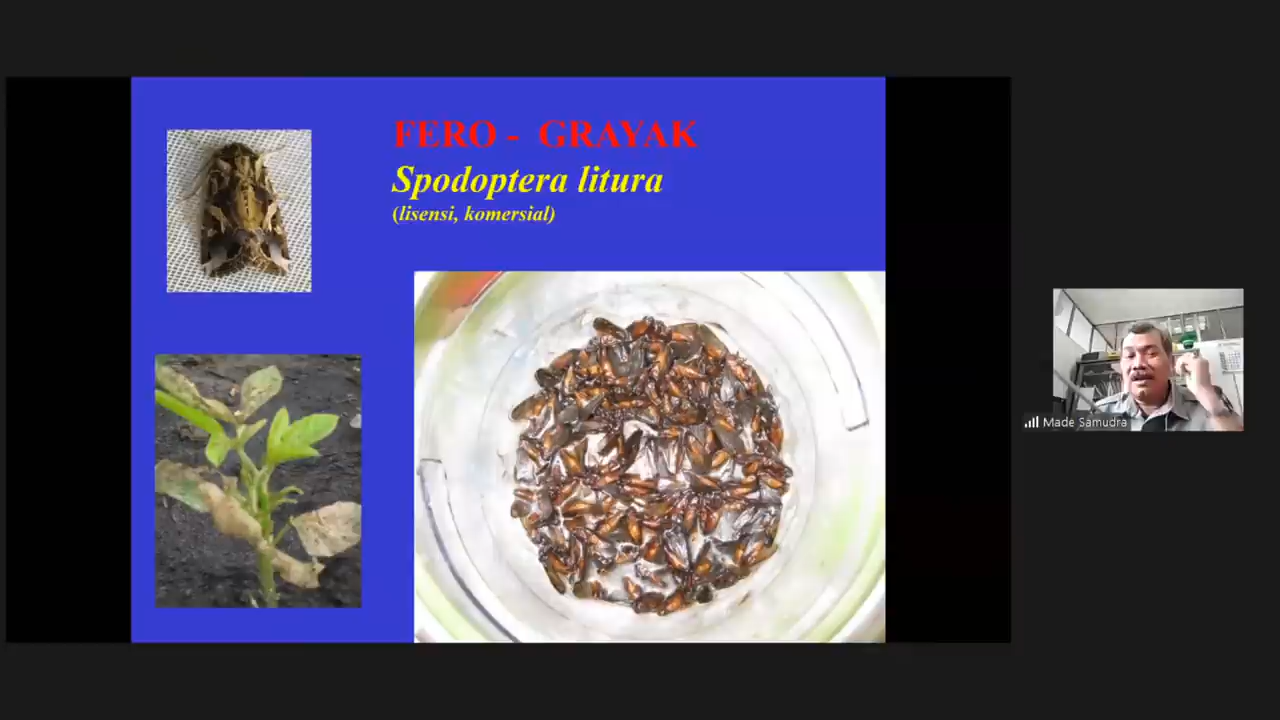 FERO - GRAYAK
Spodoptera litura
(lisensi, komersial)
Made Samudra